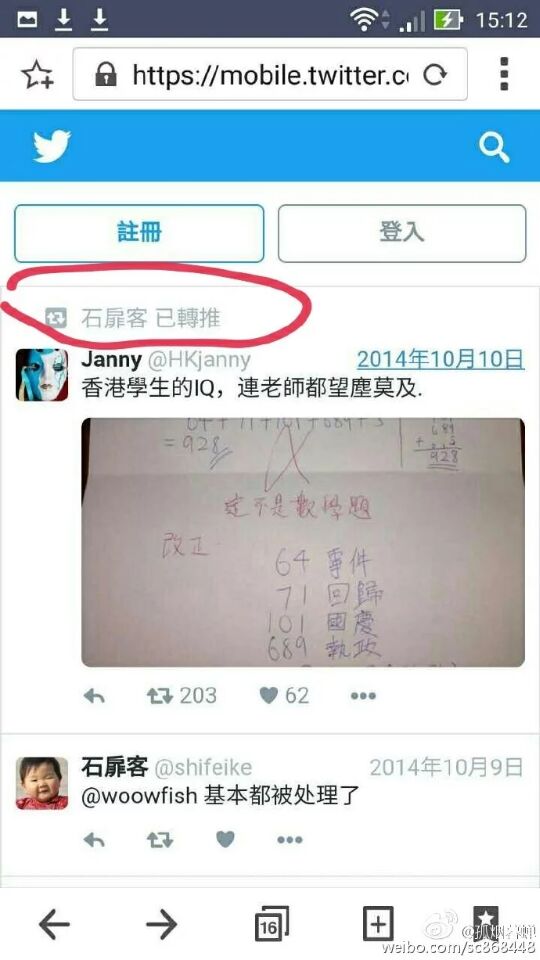 15:12
https://mobile.twitter.c
註冊
登入
石扉客 已轉推
Janny @HKjanny
2014年10月10日
香港學生的IQ，連老師都望塵莫及.
64+71+101+689+3
= 928
928
這不是數學題
改正
64 事件
71 回歸
101 國慶
689 執政
203
62
石扉客 @shifeike
2014年10月9日
@woowfish 基本都被处理了
16
weibo.com/sc868448